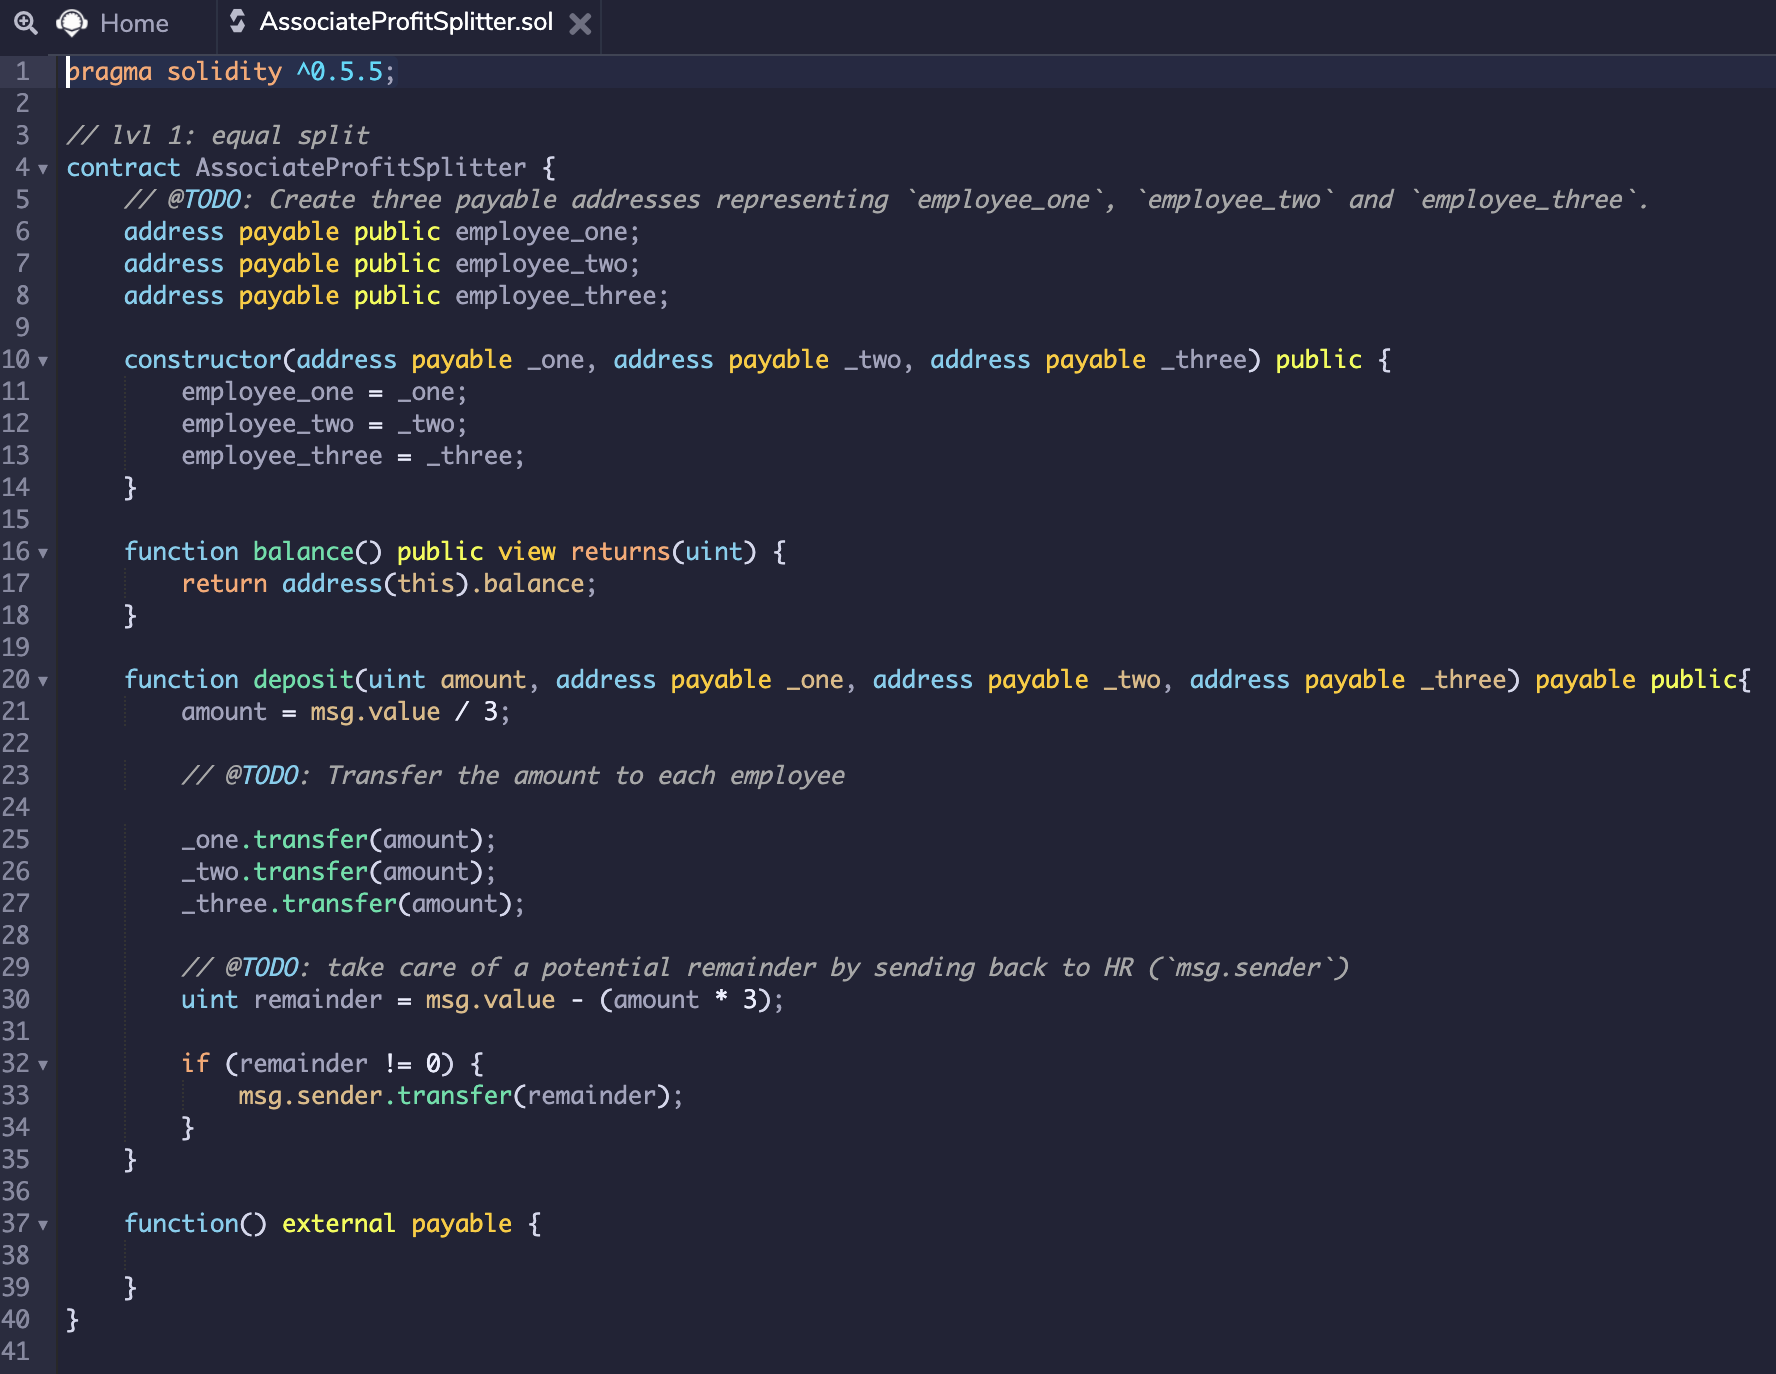 Home AssociateProfitSplitter.sol
1 pragma solidity ^0.5.5;
2
3 // lvl 1: equal split
4 contract AssociateProfitSplitter {
5 // @TODO: Create three payable addresses representing `employee_one`, `employee_two` and `employee_three`.
6 address payable public employee_one;
7 address payable public employee_two;
8 address payable public employee_three;
9
10 constructor(address payable _one, address payable _two, address payable _three) public {
11 employee_one = _one;
12 employee_two = _two;
13 employee_three = _three;
14 }
15
16 function balance() public view returns(uint) {
17 return address(this).balance;
18 }
19
20 function deposit(uint amount, address payable _one, address payable _two, address payable _three) payable public{
21 amount = msg.value / 3;
22
23 // @TODO: Transfer the amount to each employee
24
25 _one.transfer(amount);
26 _two.transfer(amount);
27 _three.transfer(amount);
28
29 // @TODO: take care of a potential remainder by sending back to HR (`msg.sender`)
30 uint remainder = msg.value - (amount * 3);
31
32 if (remainder != 0) {
33 msg.sender.transfer(remainder);
34 }
35 }
36
37 function() external payable {
38
39 }
40 }
41